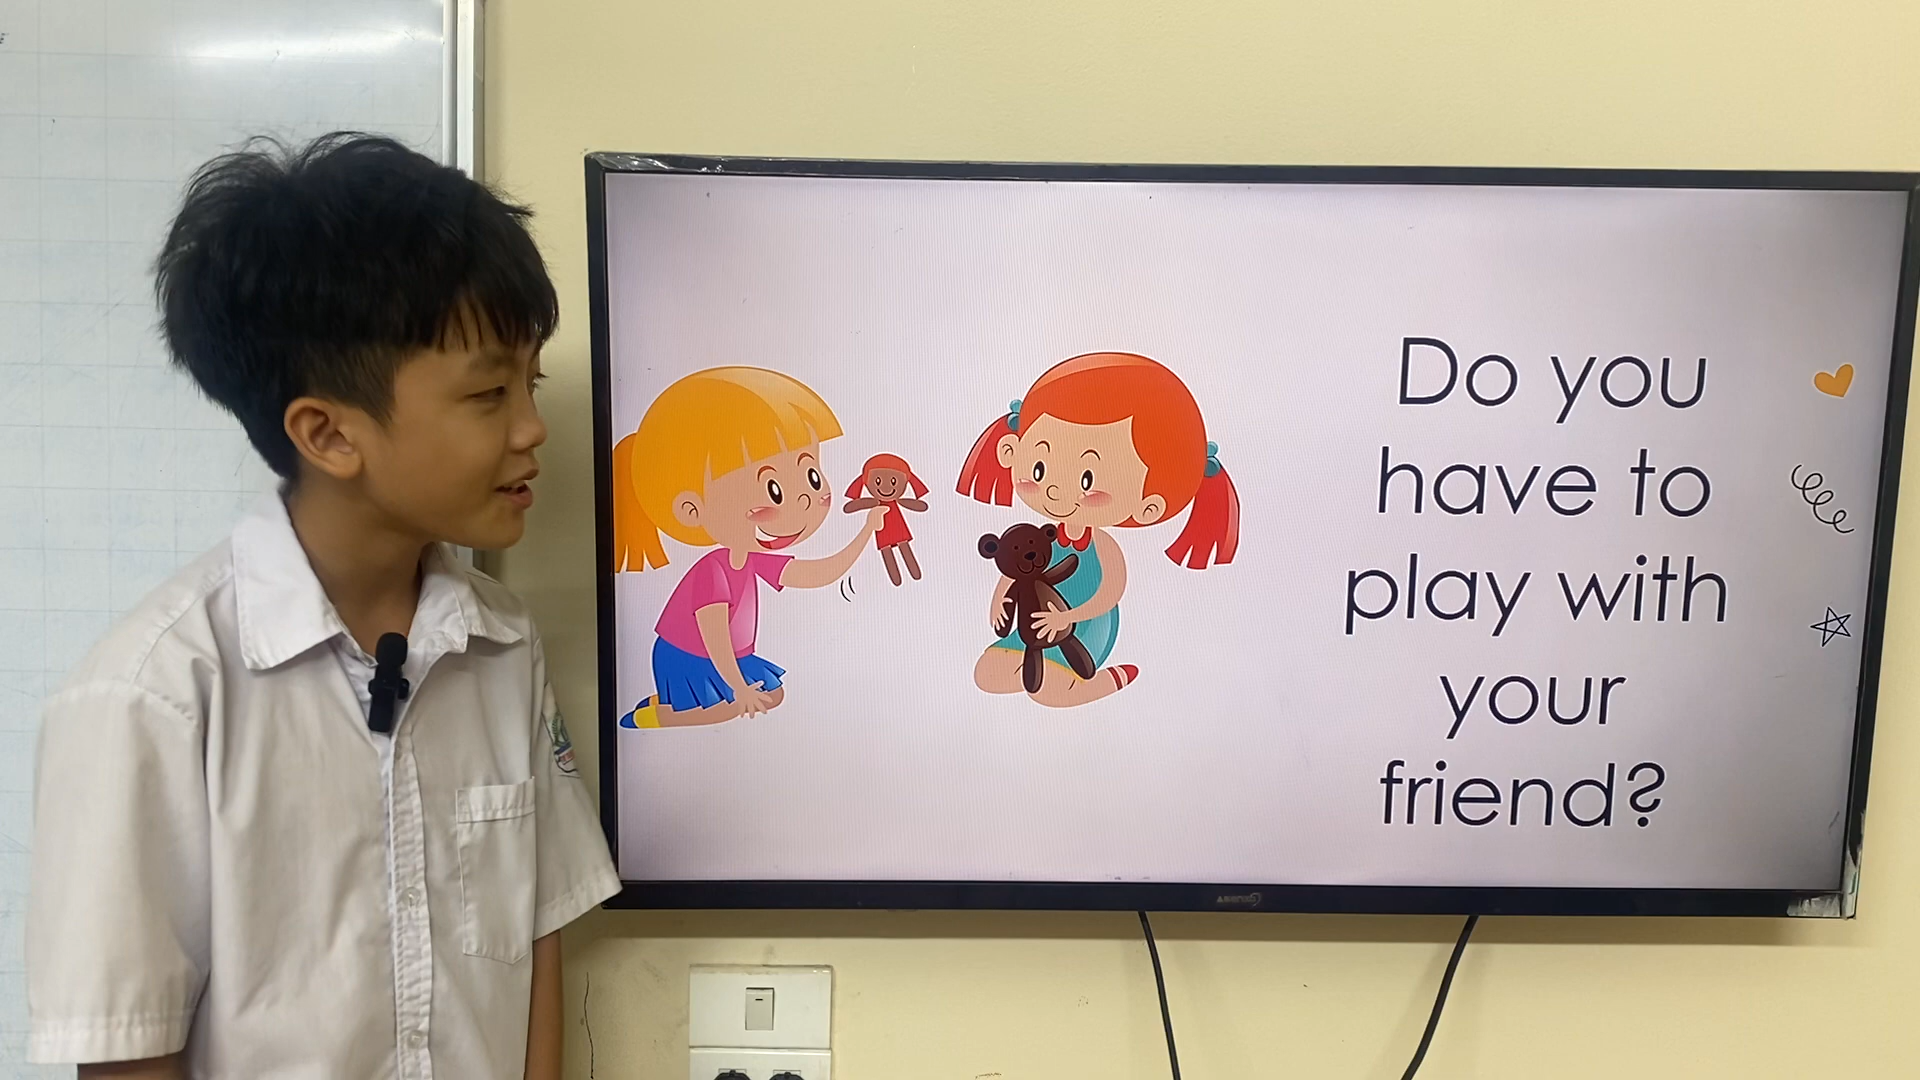 Do you
have to
play with
your
friend?